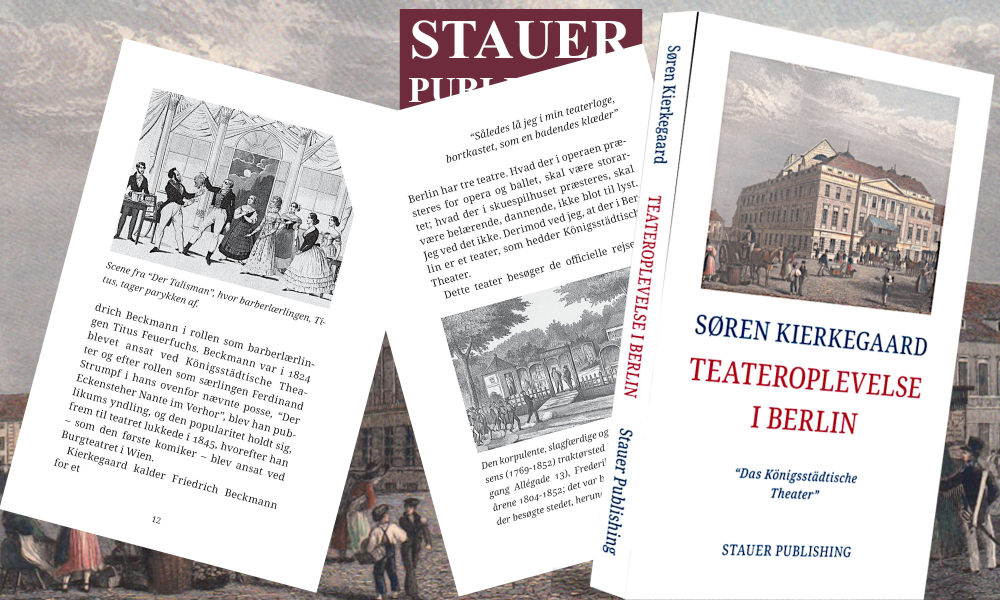 STAUER
Scene fra “Der Talisman”, hvor barberlærlingen, Ti-
tus, tager parykken af.
drich Beckmann i rollen som barberlærlin-
gen Titus Feuerfuchs. Beckmann var i 1824
blevet ansat ved Königsstädtische Thea-
ter og efter rollen som særlingen Ferdinand
Strumpf i hans ovenfor nævnte posse, “Der
Eckensteher Nante im Verhor”, blev han pub-
likums yndling, og den popularitet holdt sig,
frem til teatret lukkede i 1845, hvorefter han
– som den første komiker – blev ansat ved
Burgteatret i Wien.
Kierkegaard kalder Friedrich Beckmann
for et
12
“Således lå jeg i min teaterloge,
bortkastet, som en badendes klæder”
Berlin har tre teatre. Hvad der i operaen præ-
steres for opera og ballet, skal være storar-
tet; hvad der i skuespilhuset præsteres, skal
være belærende, dannende, ikke blot til lyst.
Jeg ved det ikke. Derimod ved jeg, at der i Ber-
lin er et teater, som hedder Königsstädtisch
Theater.
Dette teater besøger de officielle rejse
Den korpulente, slagfærdige og
sens (1769-1852) traktørsted
gang Allégade 13), Frederi
årene 1804-1852; det var b
der besøgte stedet, herun
Søren Kierkegaard
TEATEROPLEVELSE I BERLIN
Stauer Publishing
SØREN KIERKEGAARD
TEATEROPLEVELSE
I BERLIN
“Das Königsstädtische
Theater”
STAUER PUBLISHING